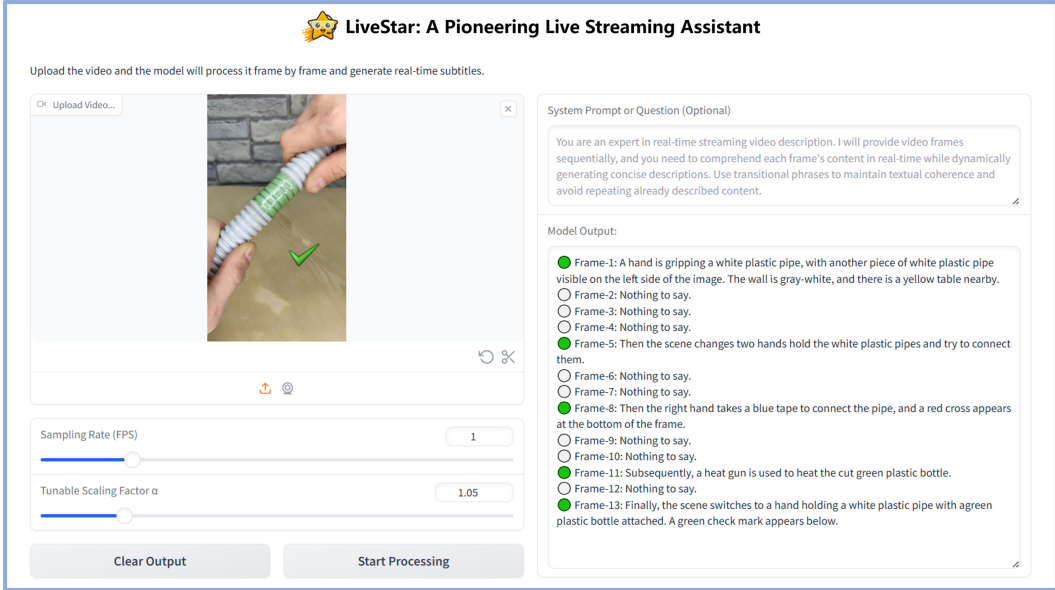 LiveStar: A Pioneering Live Streaming Assistant
Upload the video and the model will process it frame by frame and generate real-time subtitles.
Upload Video...
Sampling Rate (FPS)
1
Tunable Scaling Factor α
1.05
Clear Output
Start Processing
System Prompt or Question (Optional)
You are an expert in real-time streaming video description. I will provide video frames
sequentially, and you need to comprehend each frame's content in real-time while dynamically
generating concise descriptions. Use transitional phrases to maintain textual coherence and
avoid repeating already described content.
Model Output:
Frame-1: A hand is gripping a white plastic pipe, with another piece of white plastic pipe
visible on the left side of the image. The wall is gray-white, and there is a yellow table nearby.
Frame-2: Nothing to say.
Frame-3: Nothing to say.
Frame-4: Nothing to say.
Frame-5: Then the scene changes two hands hold the white plastic pipes and try to connect
them.
Frame-6: Nothing to say.
Frame-7: Nothing to say.
Frame-8: Then the right hand takes a blue tape to connect the pipe, and a red cross appears
at the bottom of the frame.
Frame-9: Nothing to say.
Frame-10: Nothing to say.
Frame-11: Subsequently, a heat gun is used to heat the cut green plastic bottle.
Frame-12: Nothing to say.
Frame-13: Finally, the scene switches to a hand holding a white plastic pipe with agreen
plastic bottle attached. A green check mark appears below.